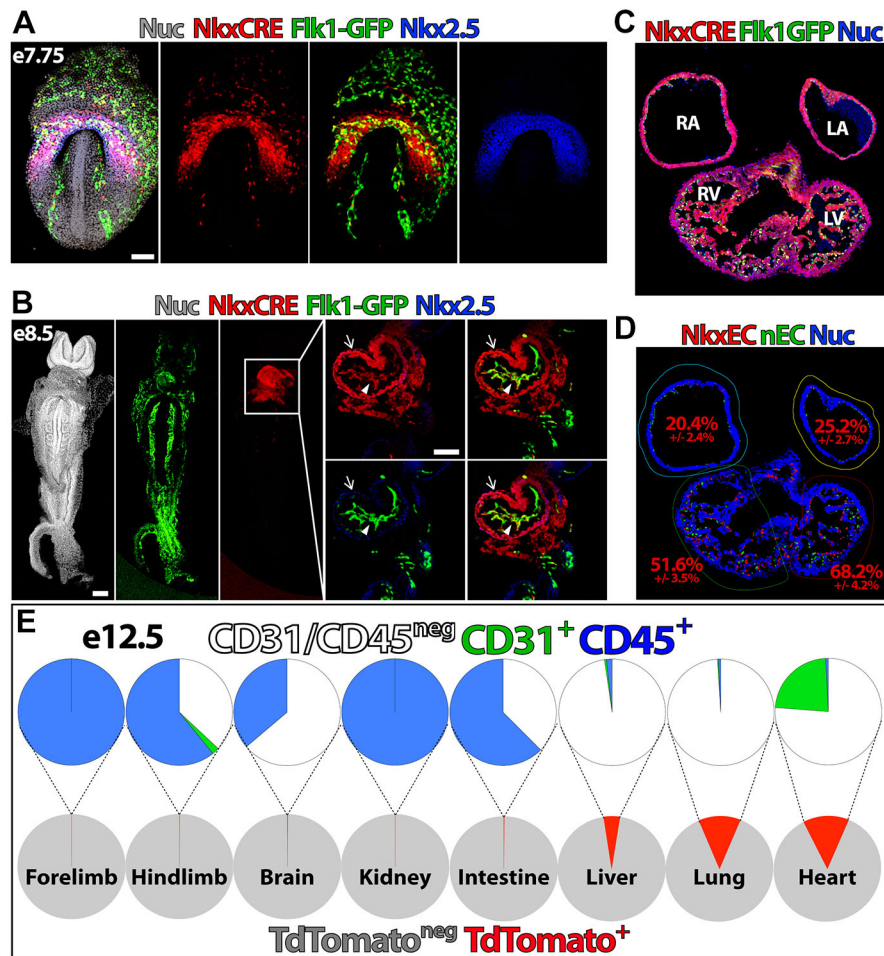 A
Nuc NkxCRE Flk1-GFP Nkx2.5
e7.75
B
Nuc NkxCRE Flk1-GFP Nkx2.5
e8.5
C
NkxCRE Flk1GFP Nuc
RA
LA
RV
LV
D
NkxEC nEC Nuc
20.4%
+/- 2.4%
25.2%
+/- 2.7%
51.6%
+/- 3.5%
68.2%
+/- 4.2%
E
e12.5 CD31/CD45neg CD31+ CD45+
Forelimb Hindlimb Brain Kidney Intestine Liver Lung Heart
TdTomatoneg TdTomato+